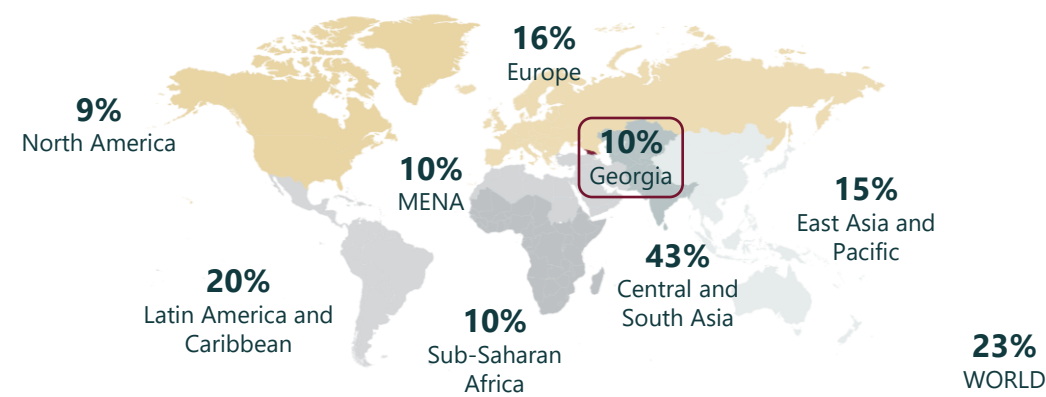 16%
Europe
9%
North America
10%
Georgia
10%
MENA
15%
East Asia and
Pacific
43%
Central and
South Asia
20%
Latin America and
Caribbean
10%
Sub-Saharan
Africa
23%
WORLD